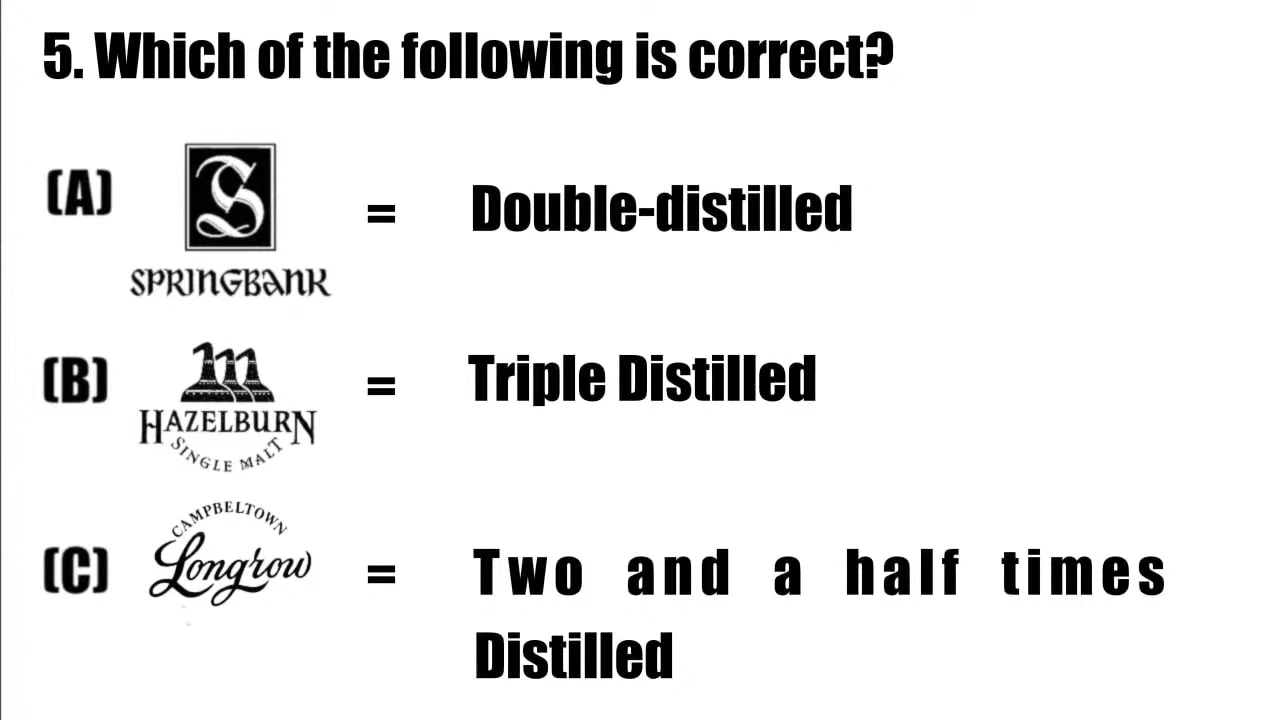 5. Which of the following is correct?
(A)
S
SPRINGBANK
=
Double-distilled
(B)
HAZELBURN
SINGLE MALT
=
Triple Distilled
(C)
CAMPBELTOWN
Longrow
=
Two and a half times
Distilled